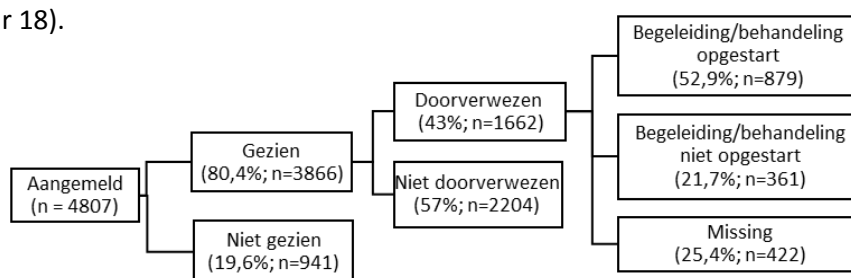 r 18).
Aangemeld
(n = 4807)
Gezien
(80,4%; n=3866)
Niet gezien
(19,6%; n=941)
Doorverwezen
(43%; n=1662)
Niet doorverwezen
(57%; n=2204)
Begeleiding/behandeling
opgestart
(52,9%; n=879)
Begeleiding/behandeling
niet opgestart
(21,7%; n=361)
Missing
(25,4%; n=422)